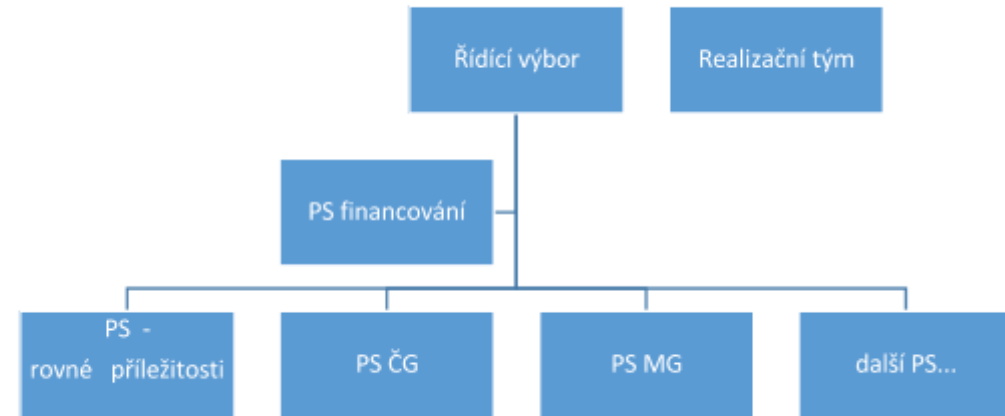 Řídící výbor
Realizační tým
PS financování
PS -
rovné příležitosti
PS ČG
PS MG
další PS...